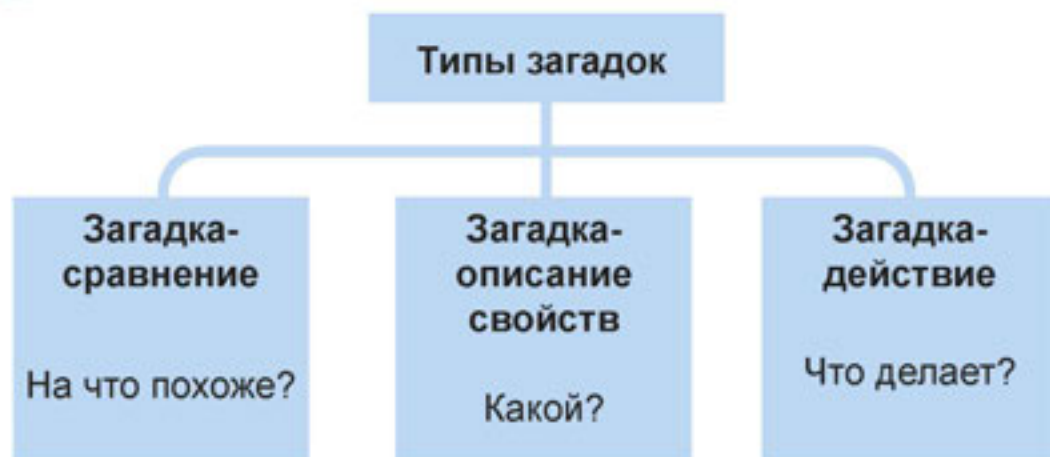 Типы загадок
Загадка-
сравнение
На что похоже?
Загадка-
описание
свойств
Какой?
Загадка-
действие
Что делает?